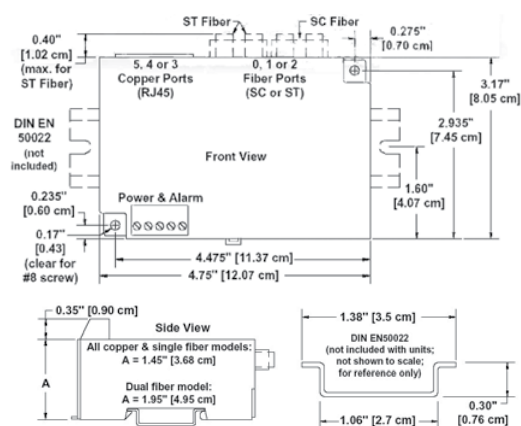 ST Fiber
SC Fiber
0.40"
[1.02 cm]
(max. for
ST Fiber)
0.275"
[0.70 cm]
5, 4 or 3
Copper Ports
(RJ45)
0, 1 or 2
Fiber Ports
(SC or ST)
3.17"
[8.05 cm]
2.935"
[7.45 cm]
DIN EN
50022
(not
included)
Front View
1.60"
[4.07 cm]
0.235"
[0.60 cm]
Power & Alarm
0.17"
[0.43]
(clear for
#8 screw)
4.475" [11.37 cm]
4.75" [12.07 cm]
0.35" [0.90 cm]
Side View
All copper & single fiber models:
A = 1.45" [3.68 cm]
Dual fiber model:
A = 1.95" [4.95 cm]
A
1.38" [3.5 cm]
DIN EN50022
(not included with units;
not shown to scale;
for reference only)
0.30"
[0.76 cm]
1.06" [2.7 cm]